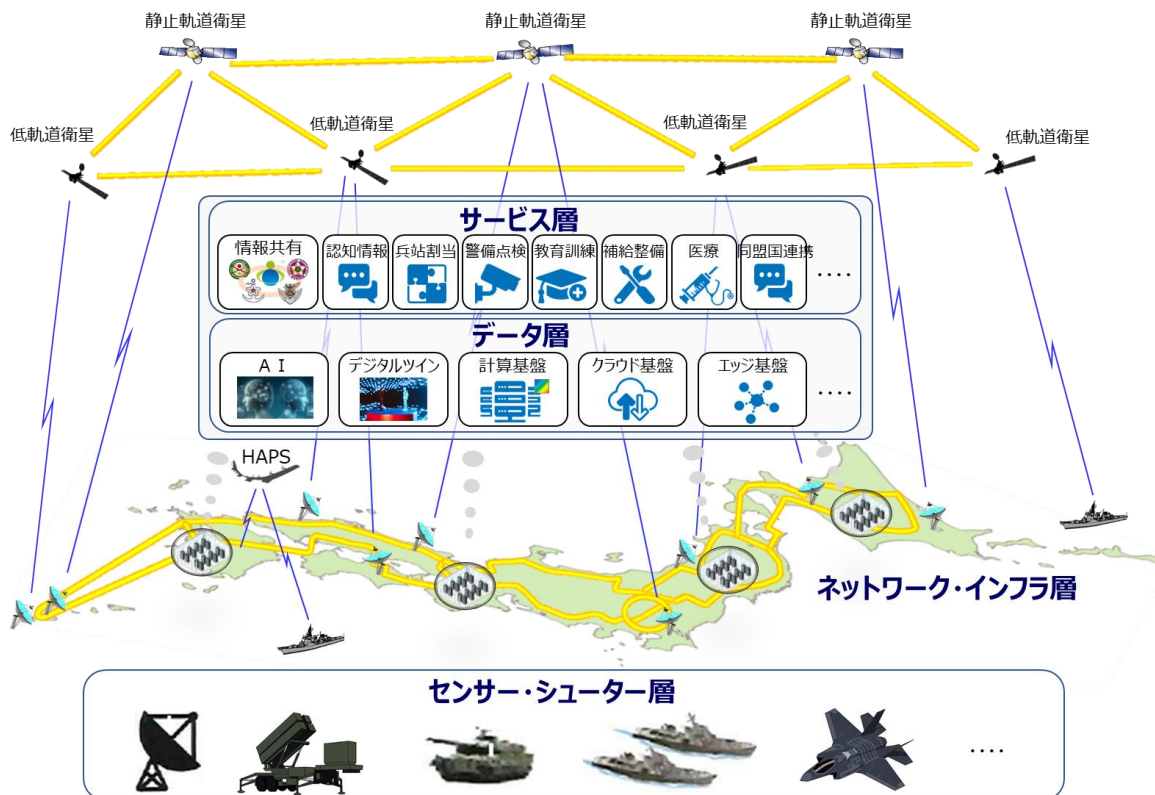 静止軌道衛星
静止軌道衛星
静止軌道衛星
低軌道衛星
低軌道衛星
低軌道衛星
低軌道衛星
サービス層
情報共有
認知情報
兵站割当
警備点検
教育訓練
補給整備
医療
同盟国連携
‥‥
データ層
ＡＩ
デジタルツイン
計算基盤
クラウド基盤
エッジ基盤
‥‥
HAPS
ネットワーク・インフラ層
センサー・シューター層
‥‥